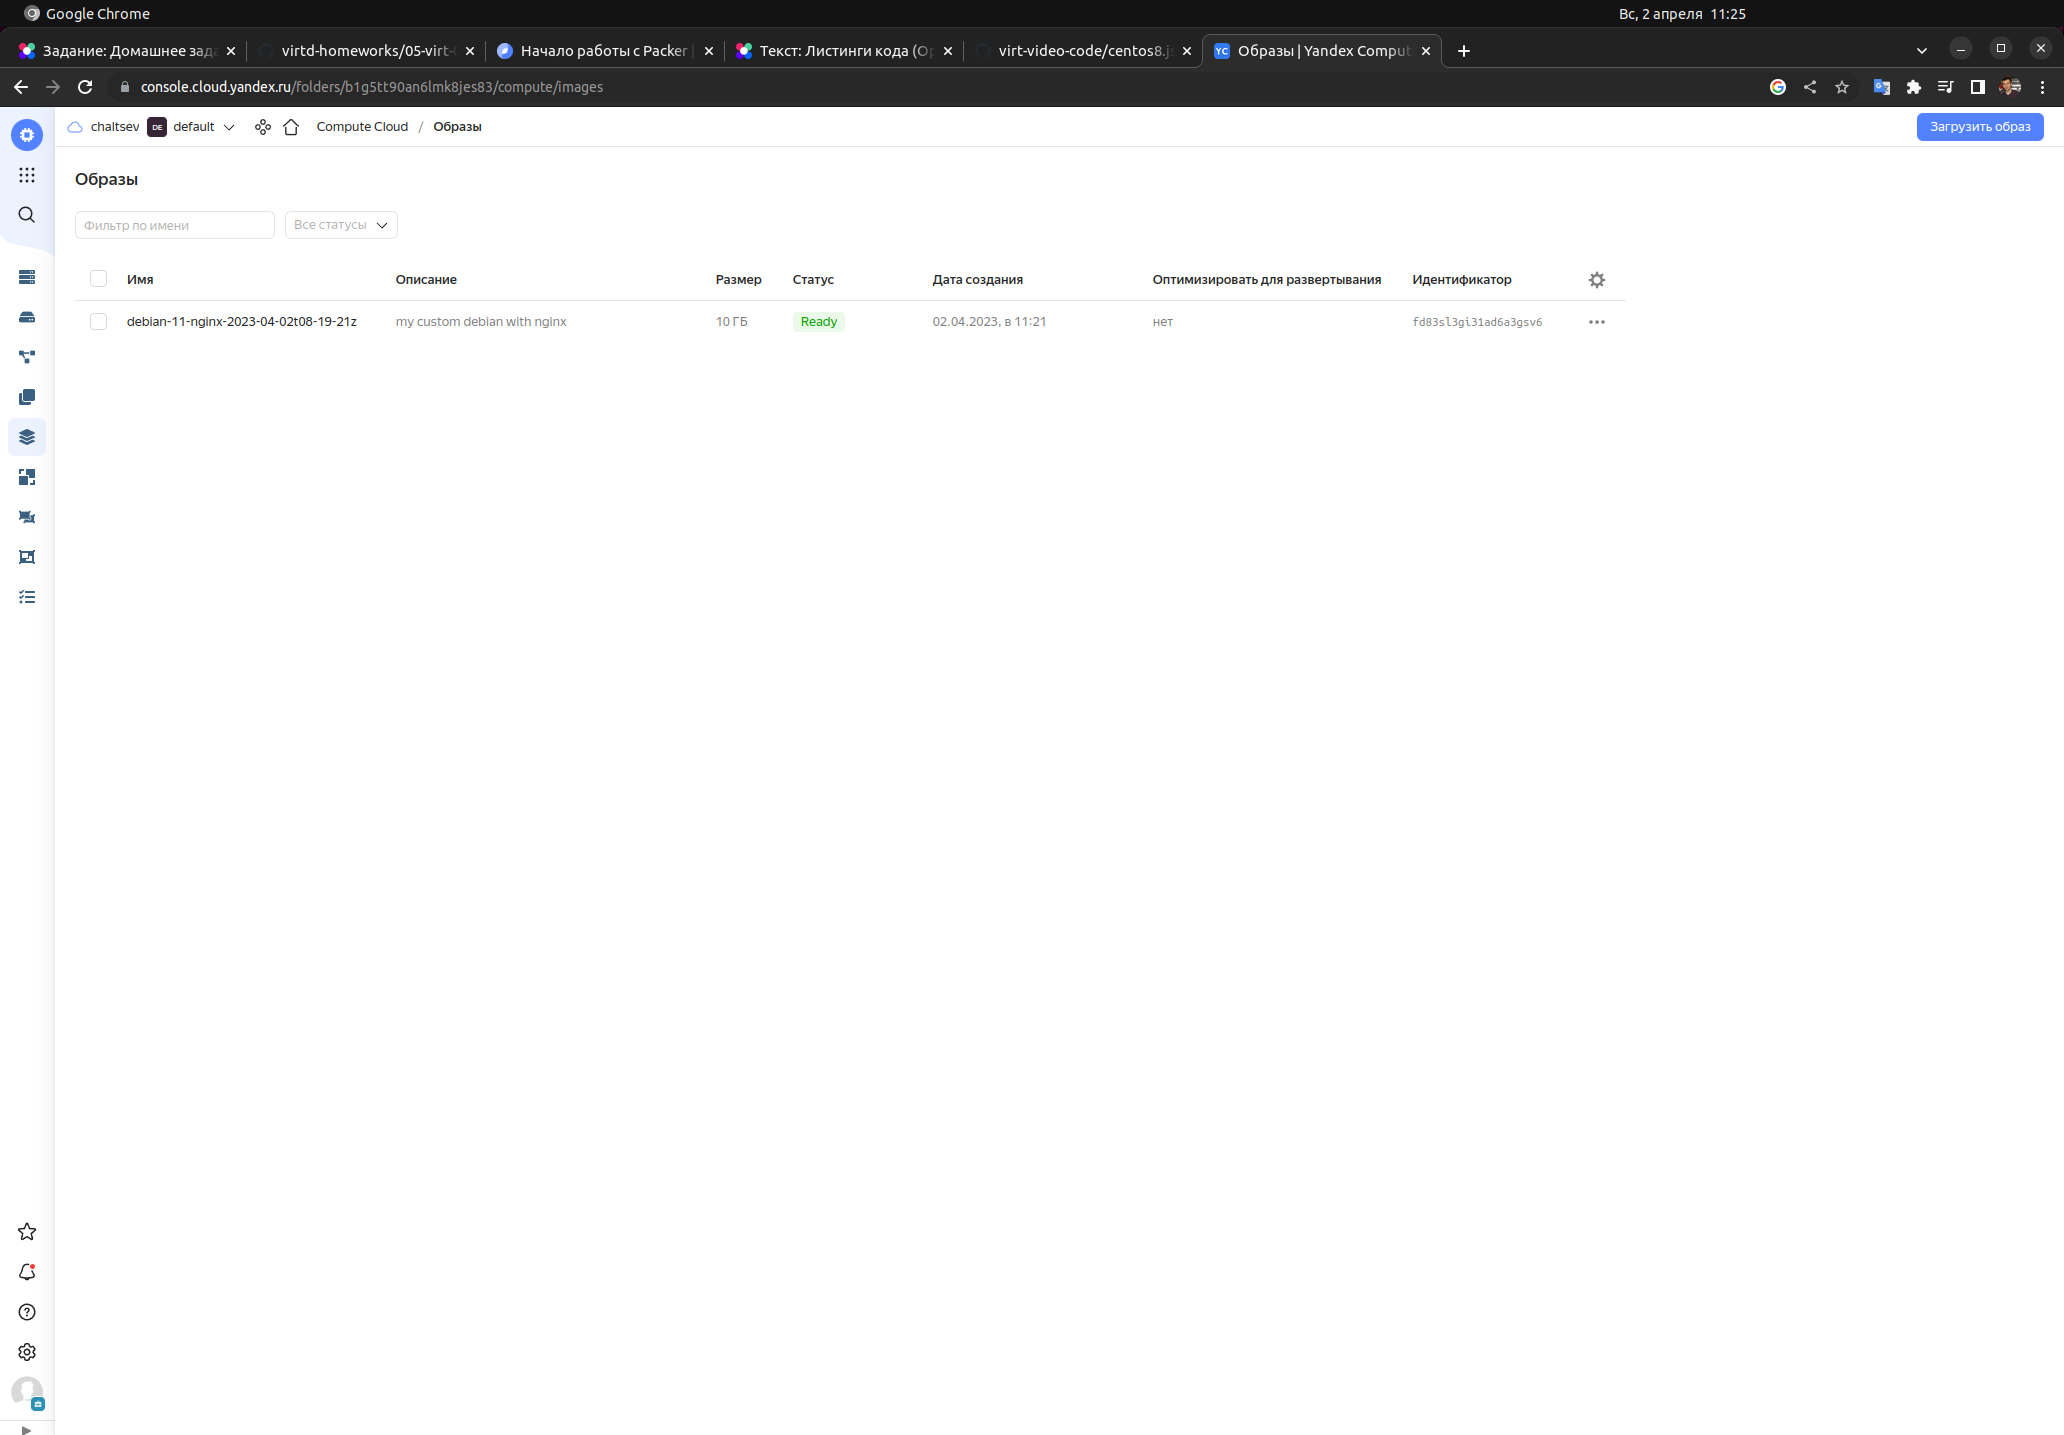 Google Chrome
Вс, 2 апреля 11:25
Задание: Домашнее зада
virtd-homeworks/05-virt-
Начало работы с Packer |
Текст: Листинги кода (Ор
virt-video-code/centos8.js
YC Образы | Yandex Comput
console.cloud.yandex.ru/folders/b1g5tt90an6lmk8jes83/compute/images
chaltsev DE default Compute Cloud / Образы
Загрузить образ
Образы
Фильтр по имени Все статусы
Имя Описание Размер Статус Дата создания Оптимизировать для развертывания Идентификатор
debian-11-nginx-2023-04-02t08-19-21z my custom debian with nginx 10 ГБ Ready 02.04.2023, в 11:21 нет fd83sl3gi31ad6a3gsv6